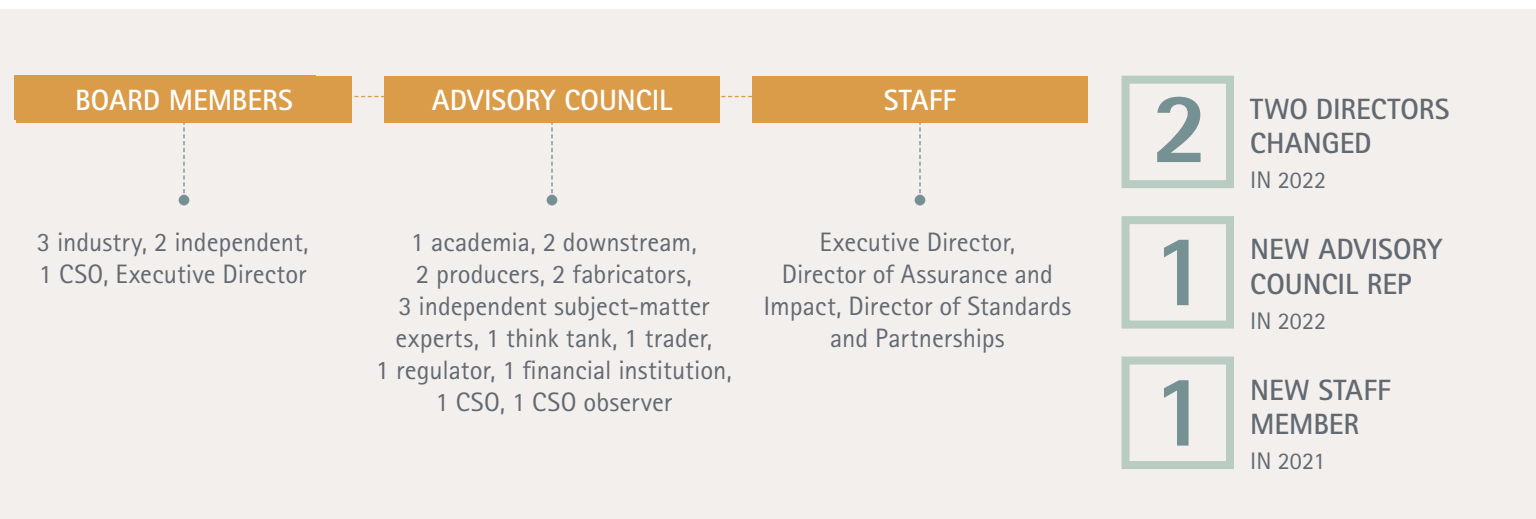 BOARD MEMBERS
3 industry, 2 independent,
1 CSO, Executive Director
ADVISORY COUNCIL
1 academia, 2 downstream,
2 producers, 2 fabricators,
3 independent subject-matter
experts, 1 think tank, 1 trader,
1 regulator, 1 financial institution,
1 CSO, 1 CSO observer
STAFF
Executive Director,
Director of Assurance and
Impact, Director of Standards
and Partnerships
2
TWO DIRECTORS
CHANGED
IN 2022
1
NEW ADVISORY
COUNCIL REP
IN 2022
1
NEW STAFF
MEMBER
IN 2021